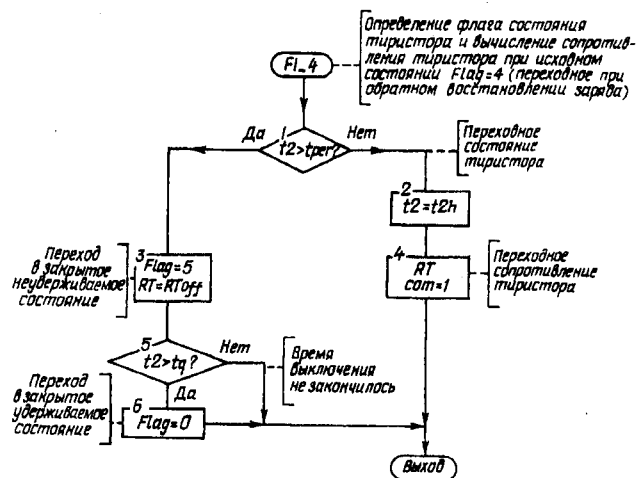 Определение флага состояния
тиристора и вычисление сопротив-
ления тиристора при исходном
состоянии Flag=4 (переходное при
обратном восстановлении заряда)
Fl_4
Да
1
Нет
t2>tper?
Переходное
состояние
тиристора
2
t2=t2h
Переход
в закрытое
неудерживаемое
состояние
3
Flag=5
RT=RToff
4
RT
com=1
Переходное
сопротивление
тиристора
5
t2>tq?
Нет
Время
выключения
не закончилось
Да
Переход
в закрытое
удерживаемое
состояние
6
Flag=0
Выход